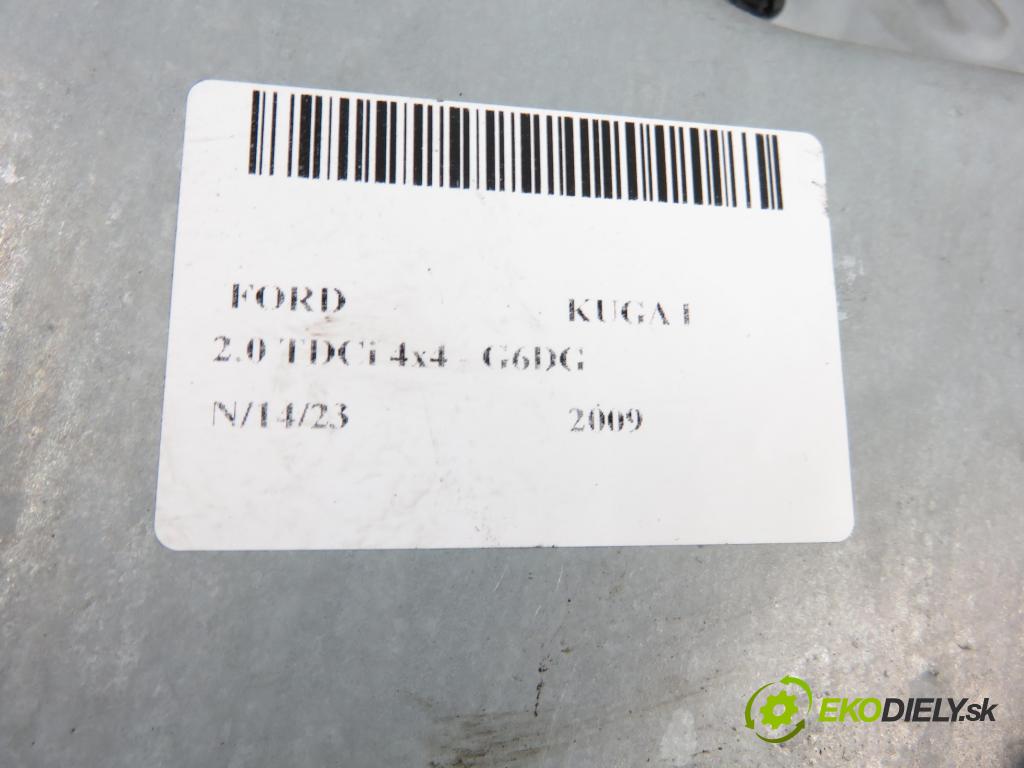 FORD KUGA I
2.0 TDCi 4x4 - G6DG
N/14/23 2009
EKODIELY.sk